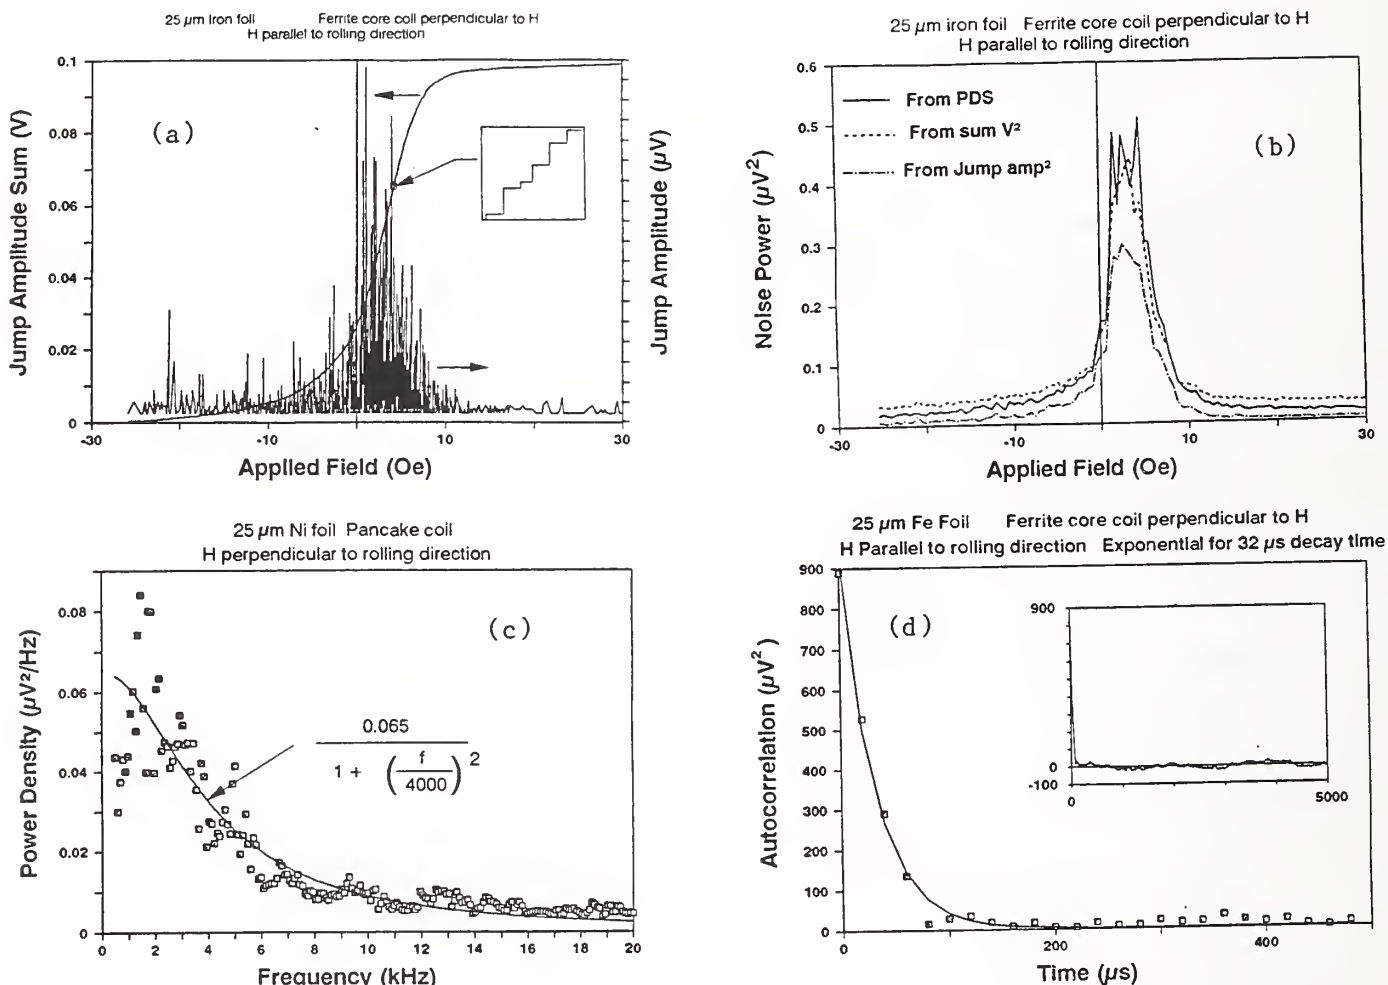 25 µm Iron foil Ferrite core coil perpendicular to H
H parallel to rolling direction
(a)
Jump Amplitude Sum (V)
0.1
0.08
0.06
0.04
0.02
0
-30
-10
10
30
Jump Amplitude (µV)
Applied Field (Oe)
25 µm iron foil Ferrite core coil perpendicular to H
H parallel to rolling direction
(b)
From PDS
From sum V²
From Jump amp²
Noise Power (µV²)
0.6
0.5
0.4
0.3
0.2
0.1
0
-30
-10
10
30
Applied Field (Oe)
25 µm Ni foil Pancake coil
H perpendicular to rolling direction
(c)
Power Density (µV²/Hz)
0.08
0.06
0.04
0.02
0
0.065
1 + ( f / 4000 ) 2
0 2 4 6 8 10 12 14 16 18 20
Frequency (kHz)
25 µm Fe Foil Ferrite core coil perpendicular to H
H Parallel to rolling direction Exponential for 32 µs decay time
(d)
Autocorrelation (µV²)
900
800
700
600
500
400
300
200
100
0
900
0
-100
0
5000
0
200
400
Time (µs)